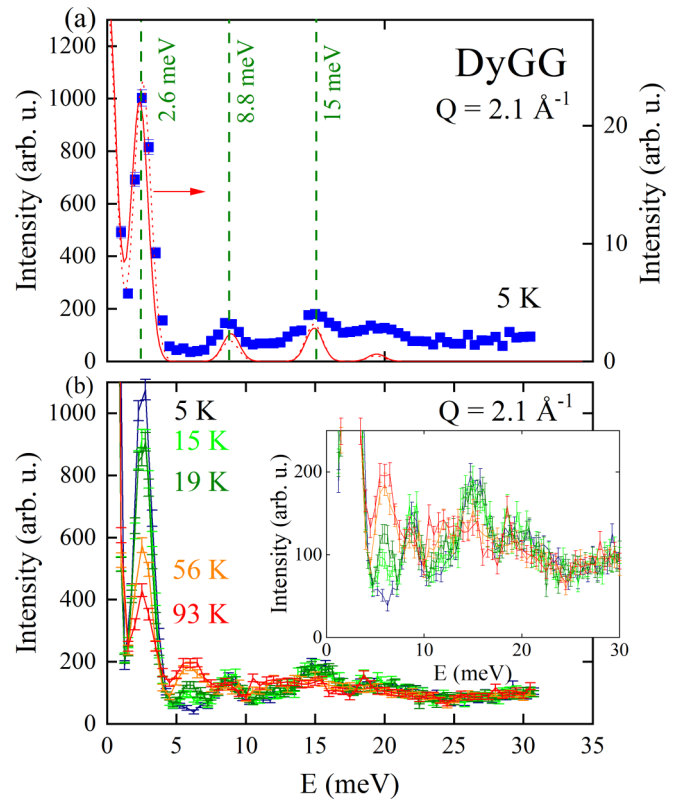 (a)
1300
1200
1000
800
600
400
200
0
Intensity (arb. u.)
2.6 meV
8.8 meV
15 meV
DyGG
Q = 2.1 Å-1
5 K
20
10
0
Intensity (arb. u.)
(b)
1000
800
600
400
200
0
Intensity (arb. u.)
5 K
15 K
19 K
56 K
93 K
Q = 2.1 Å-1
200
100
0
Intensity (arb. u.)
0 10 20 30
E (meV)
0 5 10 15 20 25 30 35
E (meV)